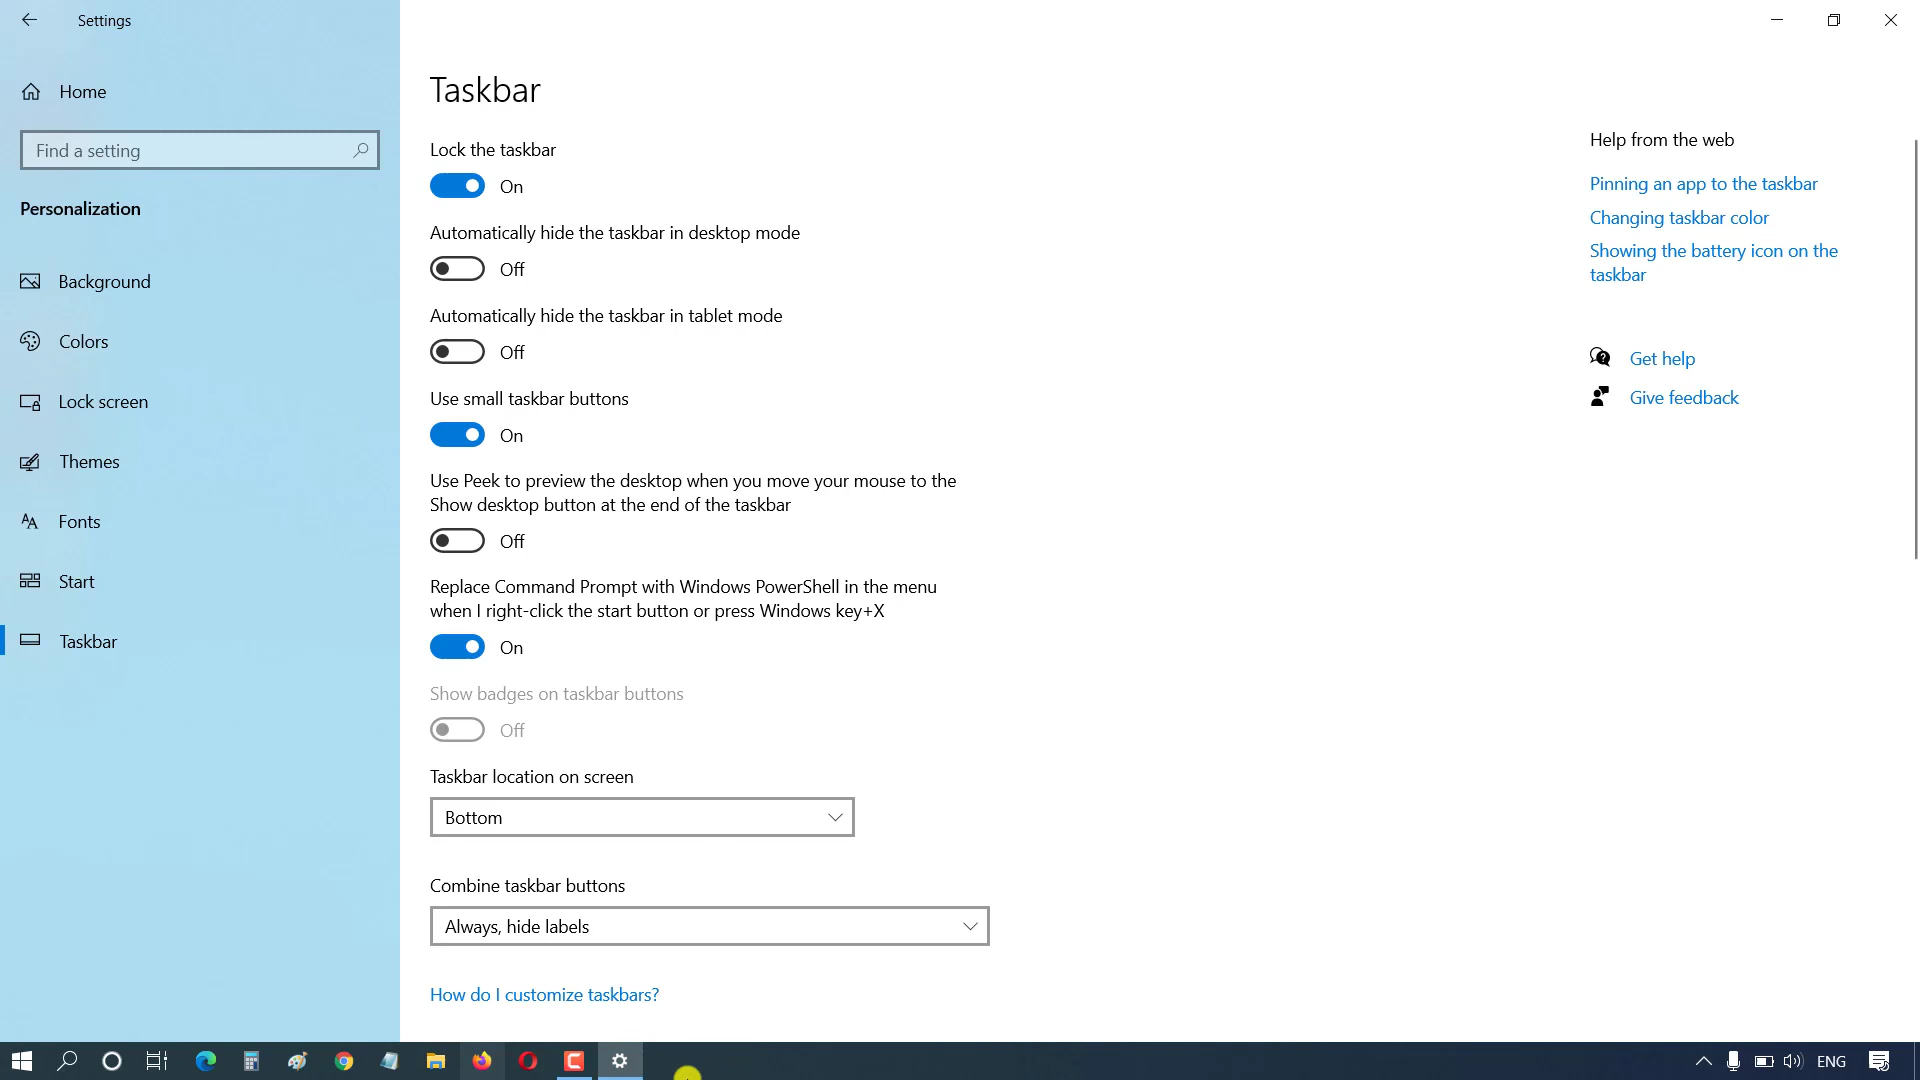 Settings
Home
Find a setting
Personalization
Background
Colors
Lock screen
Themes
Fonts
Start
Taskbar
Taskbar
Lock the taskbar
On
Automatically hide the taskbar in desktop mode
Off
Automatically hide the taskbar in tablet mode
Off
Use small taskbar buttons
On
Use Peek to preview the desktop when you move your mouse to the
Show desktop button at the end of the taskbar
Off
Replace Command Prompt with Windows PowerShell in the menu
when I right-click the start button or press Windows key+X
On
Show badges on taskbar buttons
Off
Taskbar location on screen
Bottom
Combine taskbar buttons
Always, hide labels
How do I customize taskbars?
Help from the web
Pinning an app to the taskbar
Changing taskbar color
Showing the battery icon on the
taskbar
Get help
Give feedback
ENG